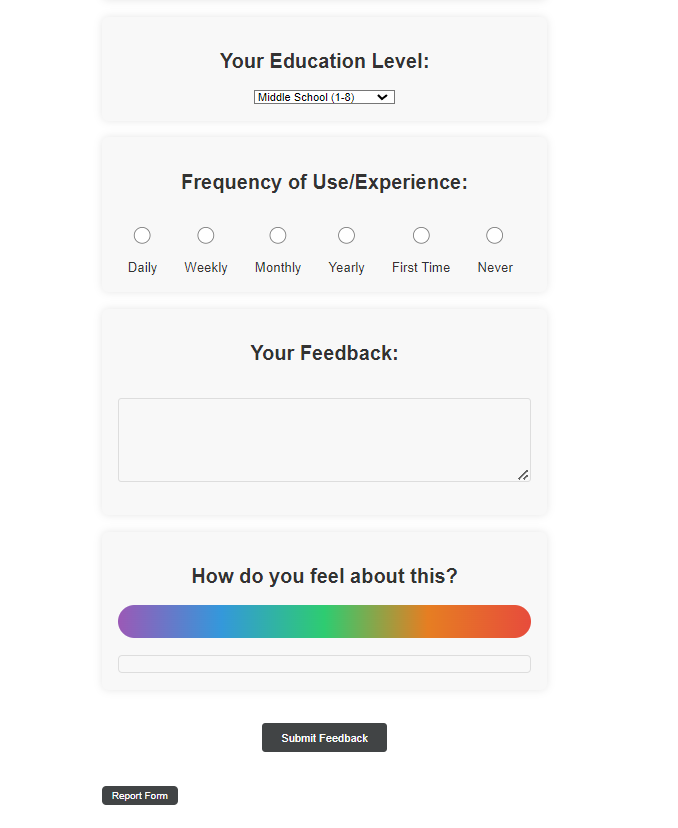 Your Education Level:
Middle School (1-8)
Frequency of Use/Experience:
Daily Weekly Monthly Yearly First Time Never
Your Feedback:
How do you feel about this?
Submit Feedback
Report Form